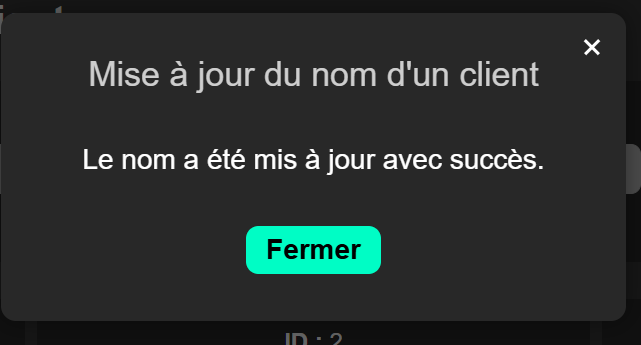 ×
Mise à jour du nom d'un client
Le nom a été mis à jour avec succès.
Fermer
ID : 2